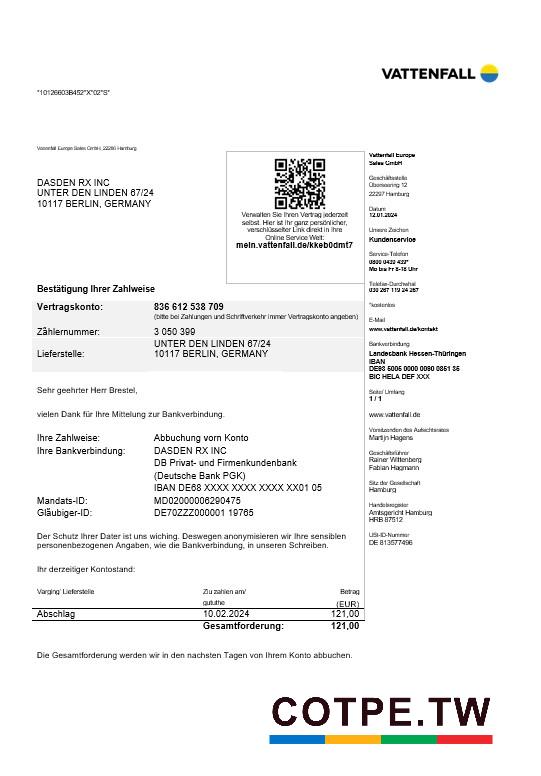 VATTENFALL
*10126603B452*X*02*S*
Vattenfall Europe Sales GmbH, 22286 Hamburg
DASDEN RX INC
UNTER DEN LINDEN 67/24
10117 BERLIN, GERMANY
Verwalten Sie Ihren Vertrag jederzeit
selbst. Hier ist Ihr ganz persönlicher,
verschlüsselter Link direkt in Ihre
Online Service Welt:
mein.vattenfall.de/kkeb0dmt7
Vattenfall Europe
Sales GmbH
Geschäftsstelle
Überseering 12
22297 Hamburg
Datum
12.01.2024
Unsere Zeichen
Kundenservice
Service-Telefon
0800 0439 439*
Mo bis Fr 8-18 Uhr
Telefax-Durchwahl
030 267 119 24 267
*kostenlos
E-Mail
www.vattenfall.de/kontakt
Bankverbindung
Landesbank Hessen-Thüringen
IBAN
DE93 5005 0000 0090 0851 35
BIC HELA DEF XXX
Seite/ Umfang
1 / 1
www.vattenfall.de
Vorsitzenden des Aufsichtsrates
Martijn Hagens
Geschäftsführer
Rainer Wittenberg
Fabian Hagmann
Sitz der Gesellschaft
Hamburg
Handelsregister
Amtsgericht Hamburg
HRB 87512
USt-ID-Nummer
DE 813577496
Bestätigung Ihrer Zahlweise
Vertragskonto: 836 612 538 709
(bitte bei Zahlungen und Schriftverkehr immer Vertragskonto angeben)
Zählernummer: 3 050 399
Lieferstelle: UNTER DEN LINDEN 67/24
10117 BERLIN, GERMANY
Sehr geehrter Herr Brestel,
vielen Dank für Ihre Mittelung zur Bankverbindung.
Ihre Zahlweise: Abbuchung vorn Konto
Ihre Bankverbindung: DASDEN RX INC
DB Privat- und Firmenkundenbank
(Deutsche Bank PGK)
IBAN DE68 XXXX XXXX XXXX XX01 05
Mandats-ID: MD02000006290475
Gläubiger-ID: DE70ZZZ000001 19765
Der Schutz Ihrer Daten ist uns wiching. Deswegen anonymisieren wir Ihre sensiblen
personenbezogenen Angaben, wie die Bankverbindung, in unseren Schreiben.
Ihr derzeitiger Kontostand:
Varging' Lieferstelle Ziu zahlen am/ Betrag
gututhe (EUR)
Abschlag 10.02.2024 121,00
Gesamtforderung: 121,00
Die Gesamtforderung werden wir in den nachsten Tagen von Ihrem Konto abbuchen.
COTPE.TW